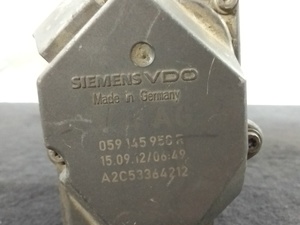 SIEMENS VDO
Made in Germany
059 145 950 R
15.09.12/06:49
A2C53364212